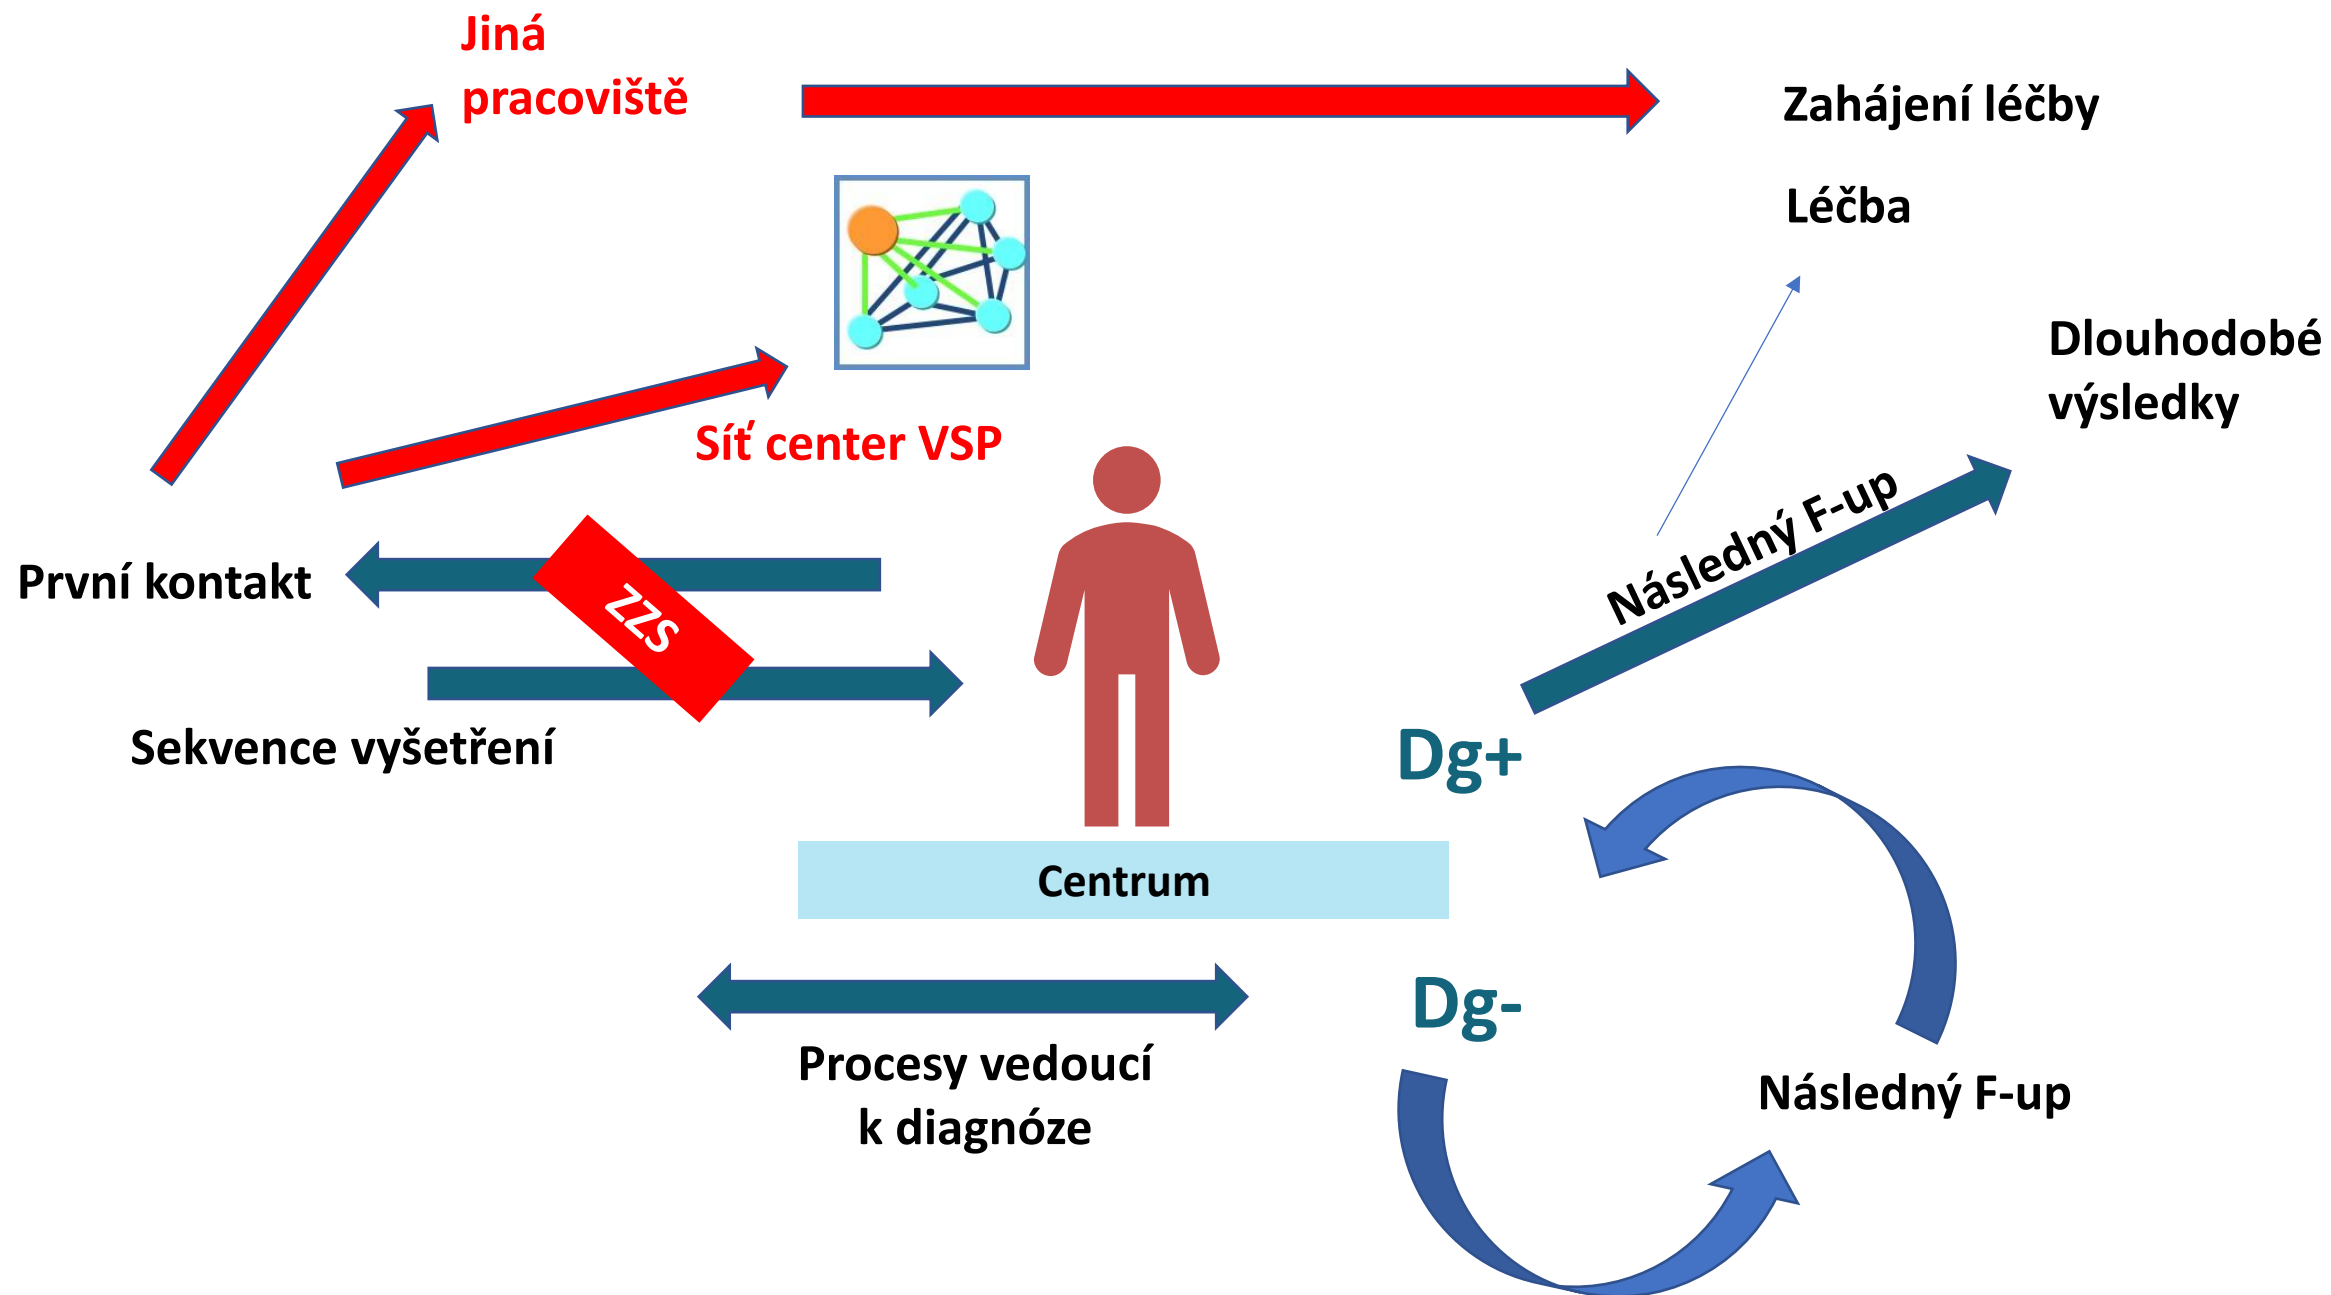 Jiná
pracoviště
Zahájení léčby
Léčba
Dlouhodobé
výsledky
Síť center VSP
Následný F-up
První kontakt
ZZS
Sekvence vyšetření
Dg+
Centrum
Dg-
Procesy vedoucí
k diagnóze
Následný F-up